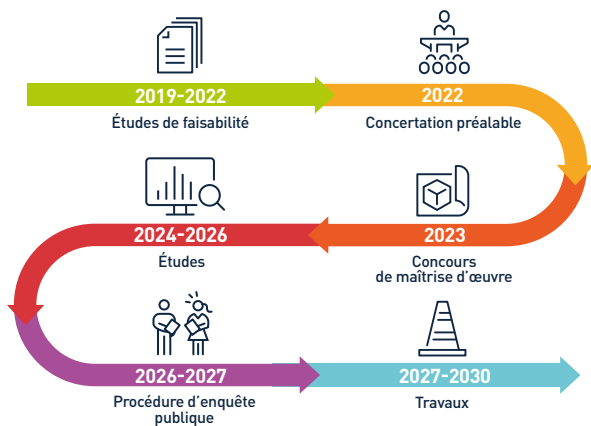 2019-2022
Études de faisabilité
2022
Concertation préalable
2023
Concours
de maîtrise d'œuvre
2024-2026
Études
2026-2027
Procédure d'enquête
publique
2027-2030
Travaux